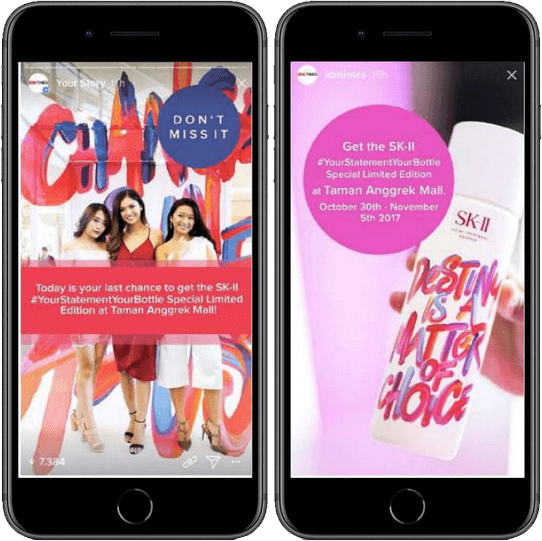 Your Story
DON'T
MISS IT
Today is your last chance to get the SK-II
#YourStatementYourBottle Special Limited
Edition at Taman Anggrek Mall!
7.384
idntimes 16h
Get the SK-II
#YourStatementYourBottle
Special Limited Edition
at Taman Anggrek Mall.
October 30th - November
5th 2017
SK-II
DESTINY
IS A
MATTER
OF
CHOICE